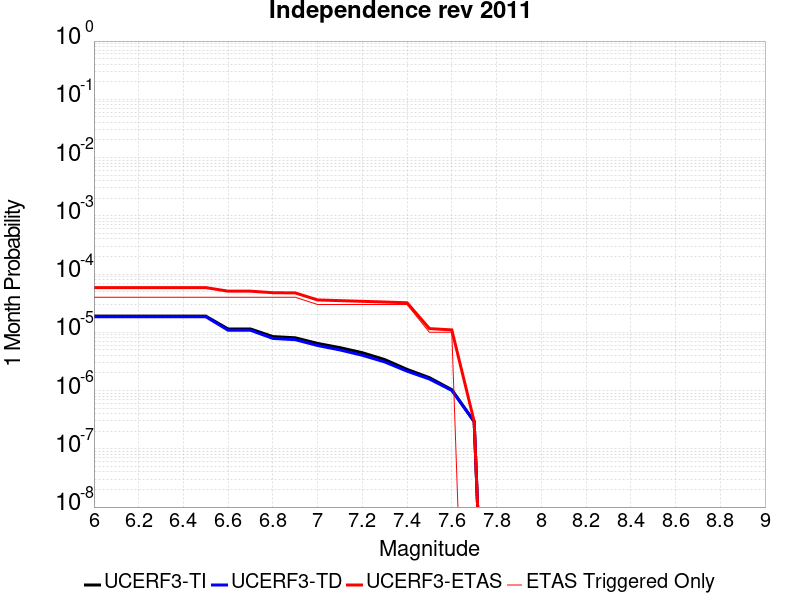 Independence rev 2011
1 Month Probability
10^0
10^-1
10^-2
10^-3
10^-4
10^-5
10^-6
10^-7
10^-8
6 6.2 6.4 6.6 6.8 7 7.2 7.4 7.6 7.8 8 8.2 8.4 8.6 8.8 9
Magnitude
UCERF3-TI UCERF3-TD UCERF3-ETAS ETAS Triggered Only